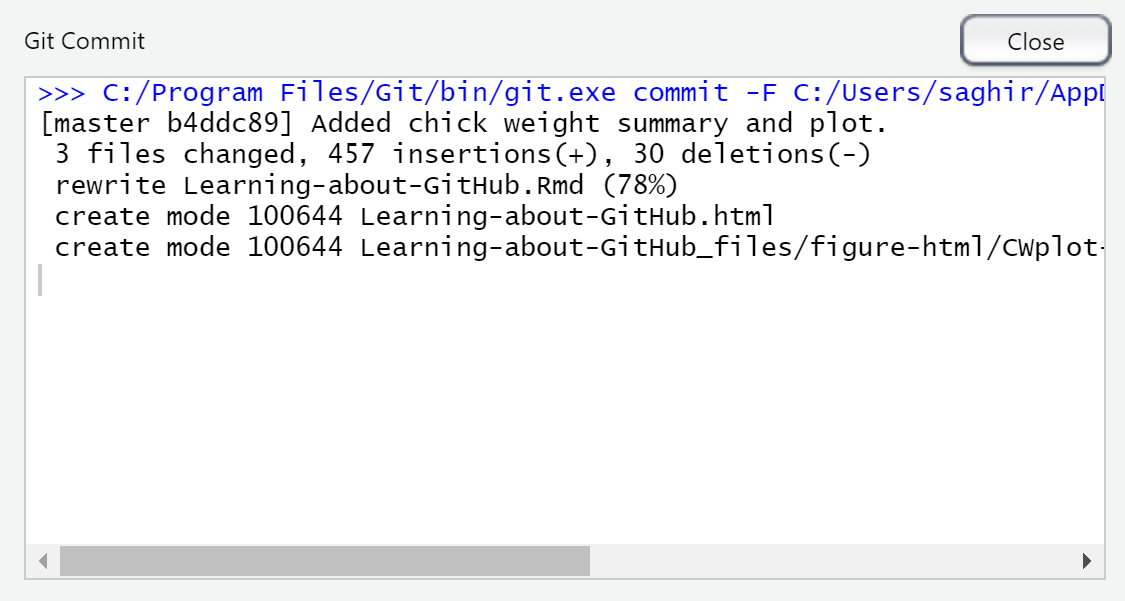 Git Commit
Close
>>> C:/Program Files/Git/bin/git.exe commit -F C:/Users/saghir/AppD
[master b4ddc89] Added chick weight summary and plot.
3 files changed, 457 insertions(+), 30 deletions(-)
rewrite Learning-about-GitHub.Rmd (78%)
create mode 100644 Learning-about-GitHub.html
create mode 100644 Learning-about-GitHub_files/figure-html/CWplot-